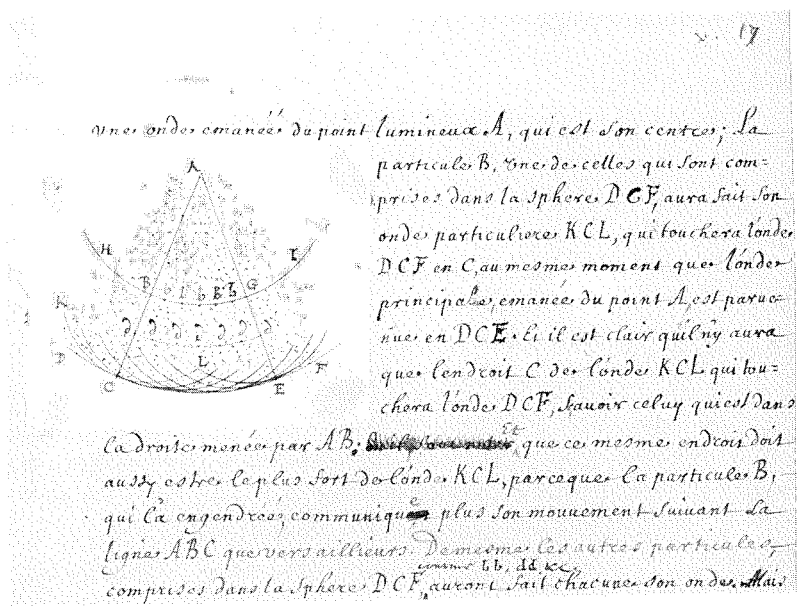 17
une onde emanée du point lumineux A, qui est son centre; La
particule B, une de celles qui sont com=
prises dans la sphere DCF, aura fait son
onde particuliere KCL, qui touchera l'onde
DCF en C, au mesme moment que l'onde
principale, emanée du point A, est parve=
nue en DCE. Et il est clair qu'il n'y aura
que l'endroit C de l'onde KCL qui tou=
chera l'onde DCF, sçavoir celuy qui est dans
la droite menée par AB. Et que ce mesme endroit doit
aussy estre le plus fort de l'onde KCL, parceque la particule B,
qui l'a engendrée, communique plus son mouvement suivant La
ligne ABC que vers ailleurs. De mesme les autres particules,
comprises dans la sphere DCF, comme bb, dd &c. auront fait chacune son onde. Mais
A
H I
B b b b b G
K d d d d d d d
D L F
C E